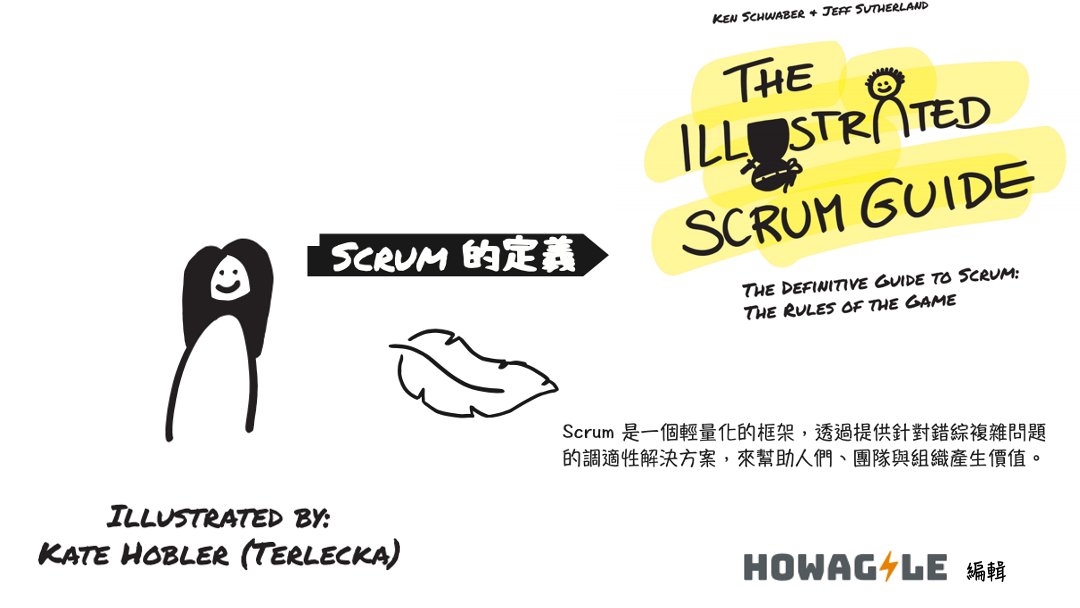 KEN SCHWABER & JEFF SUTHERLAND
THE
ILLUSTRATED
SCRUM GUIDE
THE DEFINITIVE GUIDE TO SCRUM:
THE RULES OF THE GAME
SCRUM 的定義
Scrum 是一個輕量化的框架，透過提供針對錯綜複雜問題
的調適性解決方案，來幫助人們、團隊與組織產生價值。
ILLUSTRATED BY:
KATE HOBLER (TERLECKA)
HOWAGILE 編輯